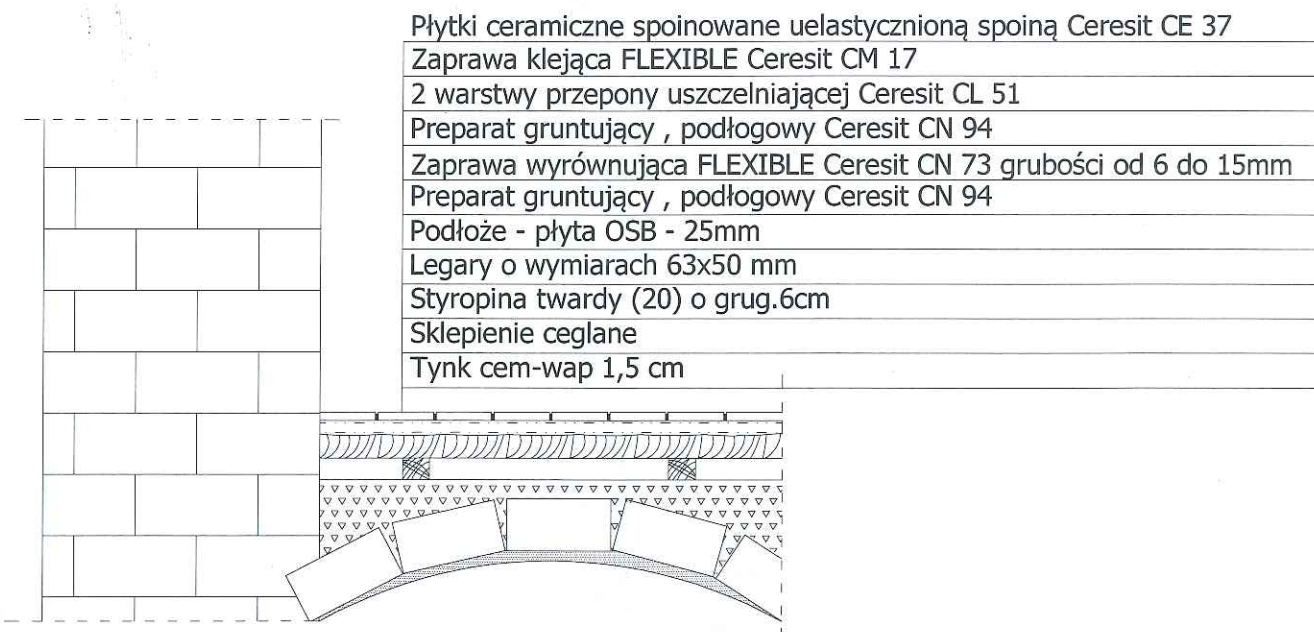 Płytki ceramiczne spoinowane uelastycznioną spoiną Ceresit CE 37
Zaprawa klejąca FLEXIBLE Ceresit CM 17
2 warstwy przepony uszczelniającej Ceresit CL 51
Preparat gruntujący , podłogowy Ceresit CN 94
Zaprawa wyrównująca FLEXIBLE Ceresit CN 73 grubości od 6 do 15mm
Preparat gruntujący , podłogowy Ceresit CN 94
Podłoże - płyta OSB - 25mm
Legary o wymiarach 63x50 mm
Styropina twardy (20) o grug.6cm
Sklepienie ceglane
Tynk cem-wap 1,5 cm